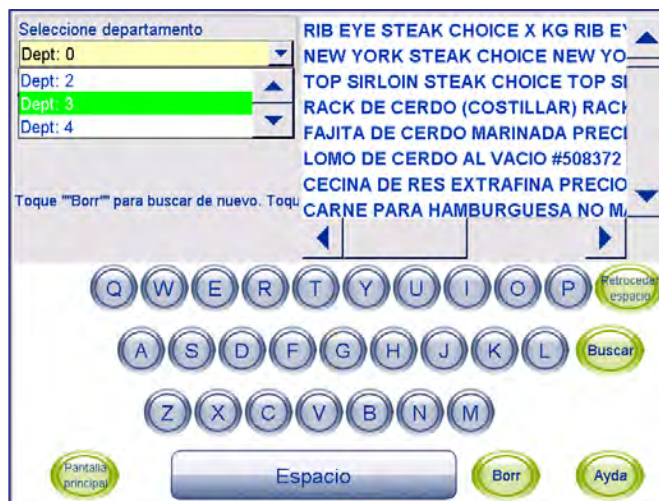 Seleccione departamento
Dept: 0
Dept: 2
Dept: 3
Dept: 4
Toque ""Borr"" para buscar de nuevo. Toqu
RIB EYE STEAK CHOICE X KG RIB EY
NEW YORK STEAK CHOICE NEW YO
TOP SIRLOIN STEAK CHOICE TOP SI
RACK DE CERDO (COSTILLAR) RACK
FAJITA DE CERDO MARINADA PRECI
LOMO DE CERDO AL VACIO #508372
CECINA DE RES EXTRAFINA PRECIO
CARNE PARA HAMBURGUESA NO MA
Q W E R T Y U I O P Retroceder
espacio
A S D F G H J K L Buscar
Z X C V B N M
Pantalla
principal
Espacio Borr Ayda